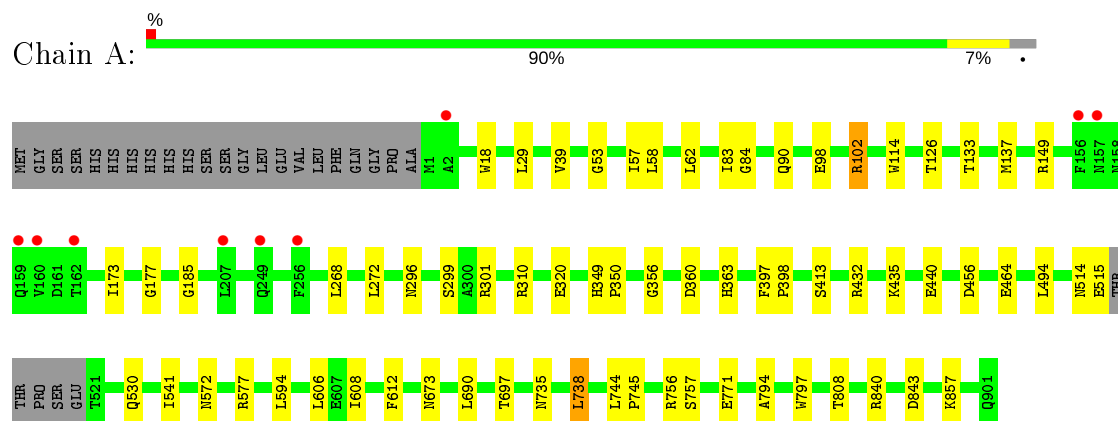 %
Chain A:
90% 7% •
MET GLY SER SER HIS HIS HIS HIS HIS HIS SER SER GLY LEU GLU VAL LEU PHE GLN GLY PRO ALA M1 A2 W18 L29 V39 G53 I57 L58 L62 I83 G84 Q90 E98 R102 W114 T126 T133 M137 R149 F156 N157 N158
Q159 V160 D161 T162 I173 G177 G185 L207 Q249 F256 L268 L272 N296 S299 A300 R301 R310 E320 H349 P350 G356 D360 H363 F397 P398 S413 R432 K435 E440 D456 E464 L494 N514 E515 THR
THR PRO SER GLU T521 Q530 I541 N572 R577 L594 L606 E607 I608 F612 N673 L690 T697 N735 L738 L744 P745 R756 S757 E771 A794 W797 T808 R840 D843 K857 Q901